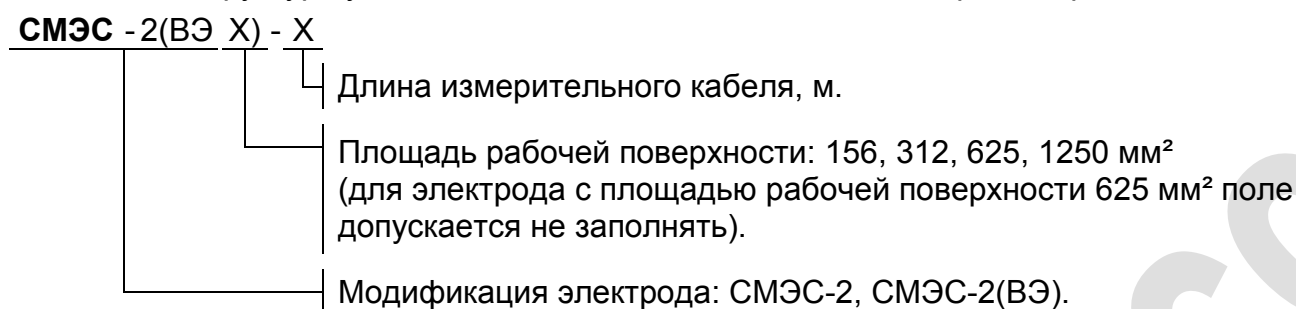 СМЭС - 2(ВЭ X) - X
Длина измерительного кабеля, м.
Площадь рабочей поверхности: 156, 312, 625, 1250 мм²
(для электрода с площадью рабочей поверхности 625 мм² поле
допускается не заполнять).
Модификация электрода: СМЭС-2, СМЭС-2(ВЭ).